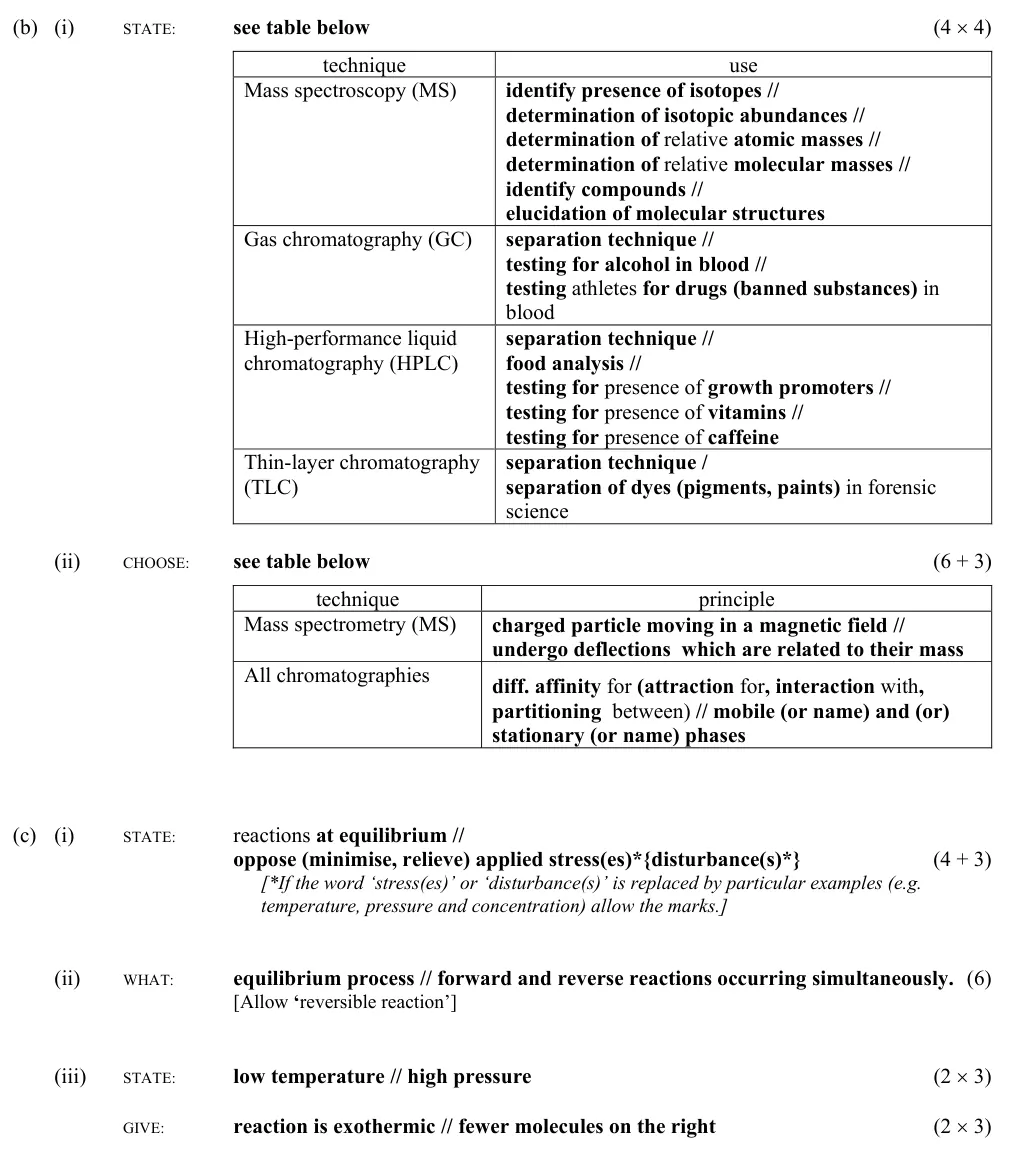 (b) (i) STATE: see table below (4 × 4)
technique use
Mass spectroscopy (MS) identify presence of isotopes //
determination of isotopic abundances //
determination of relative atomic masses //
determination of relative molecular masses //
identify compounds //
elucidation of molecular structures
Gas chromatography (GC) separation technique //
testing for alcohol in blood //
testing athletes for drugs (banned substances) in
blood
High-performance liquid separation technique //
chromatography (HPLC) food analysis //
testing for presence of growth promoters //
testing for presence of vitamins //
testing for presence of caffeine
Thin-layer chromatography separation technique /
(TLC) separation of dyes (pigments, paints) in forensic
science
(ii) CHOOSE: see table below (6 + 3)
technique principle
Mass spectrometry (MS) charged particle moving in a magnetic field //
undergo deflections which are related to their mass
All chromatographies diff. affinity for (attraction for, interaction with,
partitioning between) // mobile (or name) and (or)
stationary (or name) phases
(c) (i) STATE: reactions at equilibrium //
oppose (minimise, relieve) applied stress(es)*{disturbance(s)*} (4 + 3)
[*If the word ‘stress(es)’ or ‘disturbance(s)’ is replaced by particular examples (e.g.
temperature, pressure and concentration) allow the marks.]
(ii) WHAT: equilibrium process // forward and reverse reactions occurring simultaneously. (6)
[Allow ‘reversible reaction’]
(iii) STATE: low temperature // high pressure (2 × 3)
GIVE: reaction is exothermic // fewer molecules on the right (2 × 3)